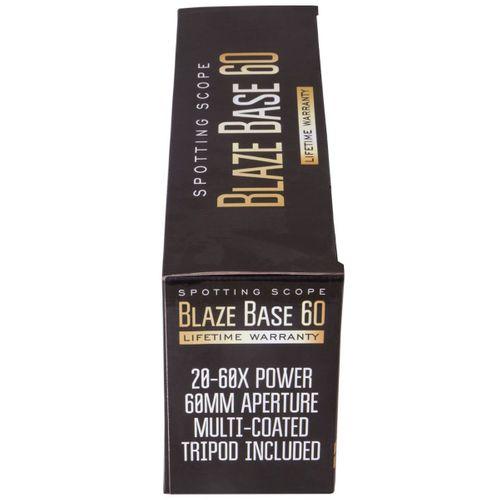 SPOTTING SCOPE
BLAZE BASE 60
LIFETIME WARRANTY
SPOTTING SCOPE
BLAZE BASE 60
LIFETIME WARRANTY
20-60X POWER
60MM APERTURE
MULTI-COATED
TRIPOD INCLUDED